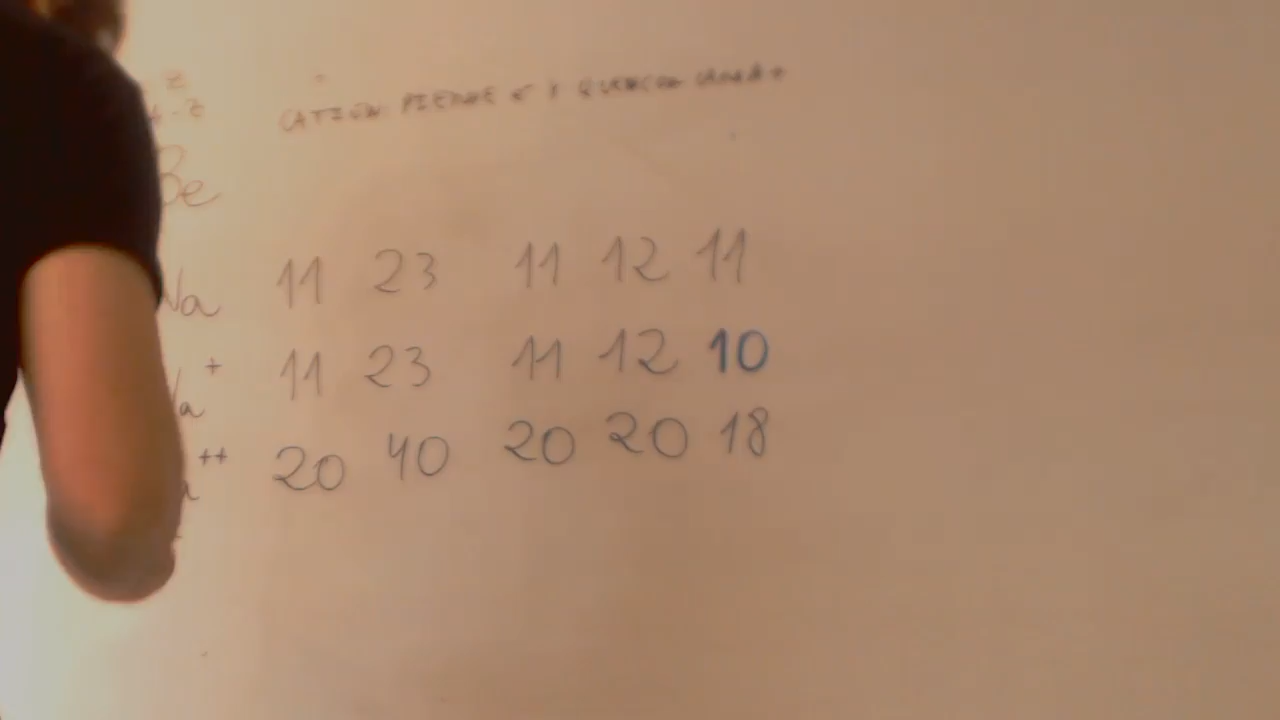 Z
-Z
CATION: PIERDE e⁻ Y QUEDA CARGA +
Be
Na 11 23 11 12 11
Na⁺ 11 23 11 12 10
a⁺⁺ 20 40 20 20 18